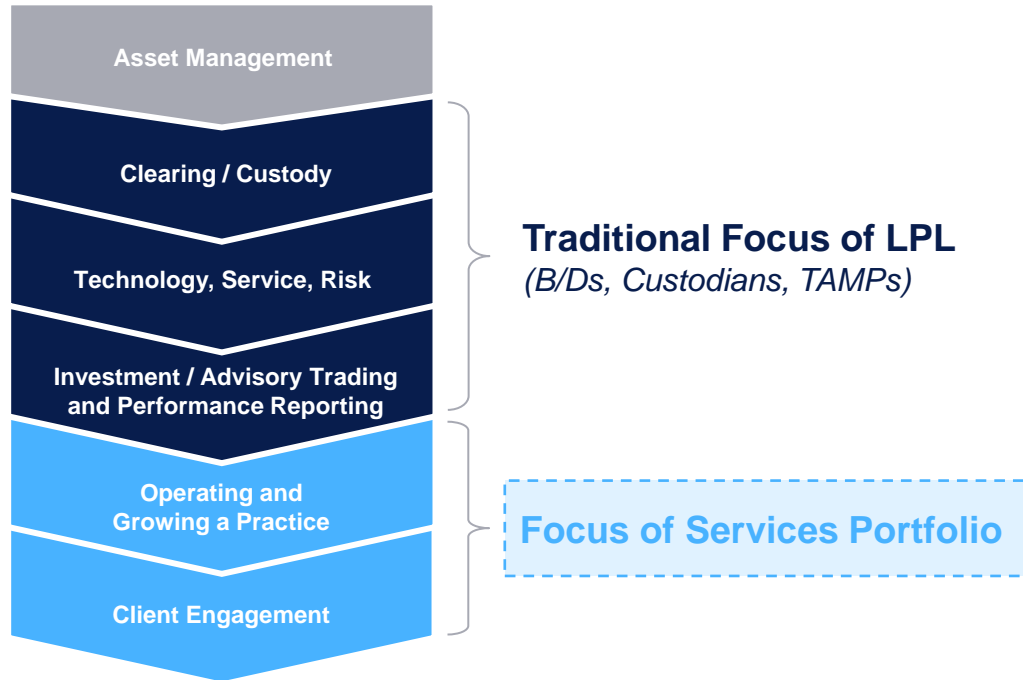 Asset Management
Clearing / Custody
Technology, Service, Risk
Investment / Advisory Trading
and Performance Reporting
Operating and
Growing a Practice
Client Engagement
Traditional Focus of LPL
(B/Ds, Custodians, TAMPs)
Focus of Services Portfolio